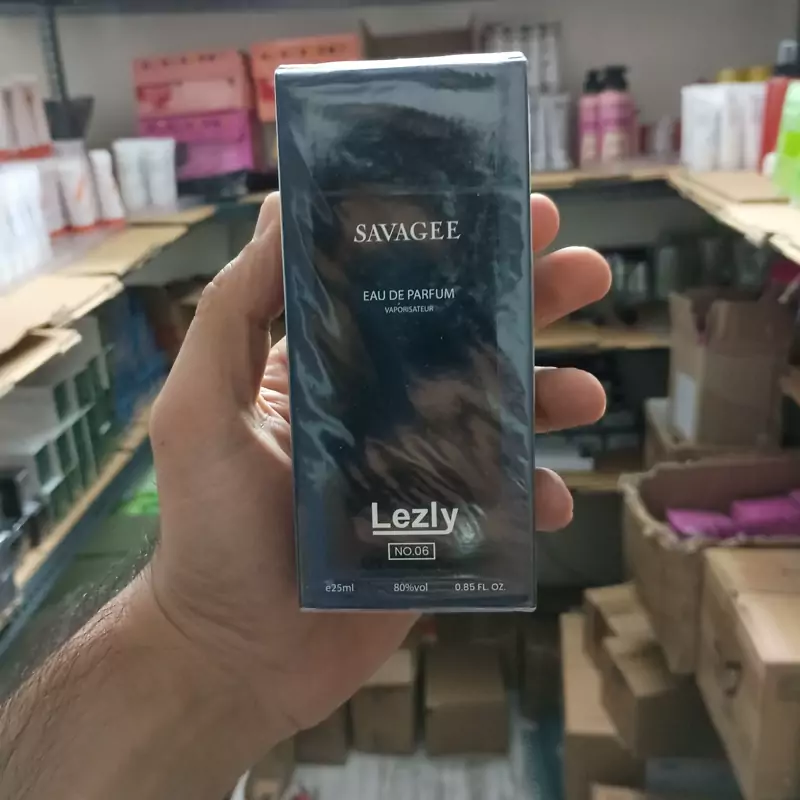 SAVAGEE
EAU DE PARFUM
VAPORISATEUR
Lezly
NO.06
e25ml 80%vol 0.85 FL. OZ.